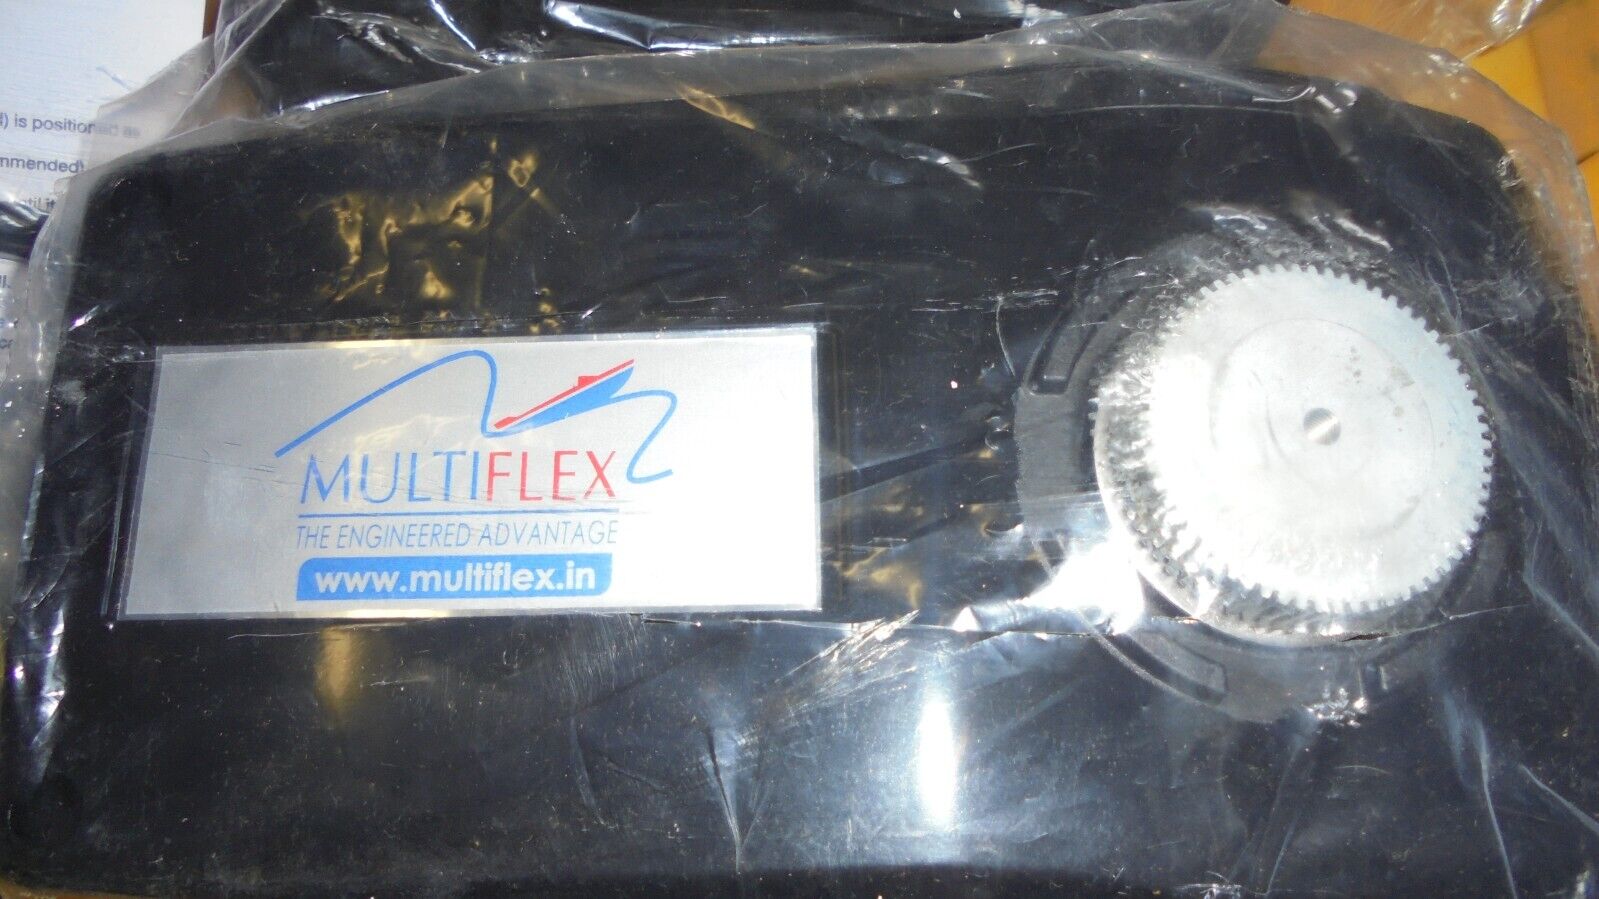 ) is positioned as
mmended)
MULTIFLEX
THE ENGINEERED ADVANTAGE
www.multiflex.in